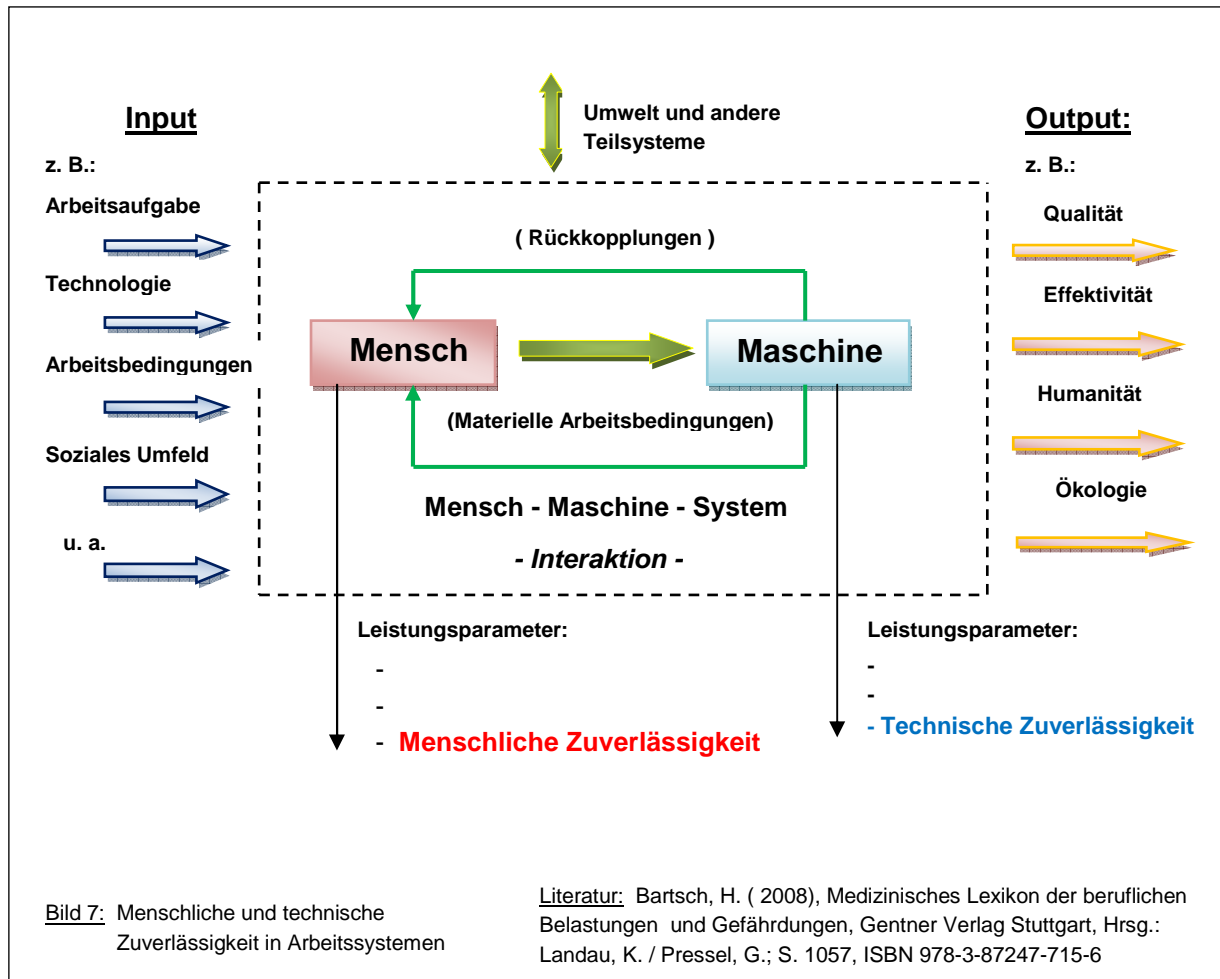 Input
z. B.:
Arbeitsaufgabe
Technologie
Arbeitsbedingungen
Soziales Umfeld
u. a.
Umwelt und andere
Teilsysteme
( Rückkopplungen )
Mensch
Maschine
(Materielle Arbeitsbedingungen)
Mensch - Maschine - System
- Interaktion -
Output:
z. B.:
Qualität
Effektivität
Humanität
Ökologie
Leistungsparameter:
-
-
- Menschliche Zuverlässigkeit
Leistungsparameter:
-
-
- Technische Zuverlässigkeit
Bild 7: Menschliche und technische
Zuverlässigkeit in Arbeitssystemen
Literatur: Bartsch, H. ( 2008), Medizinisches Lexikon der beruflichen
Belastungen und Gefährdungen, Gentner Verlag Stuttgart, Hrsg.:
Landau, K. / Pressel, G.; S. 1057, ISBN 978-3-87247-715-6